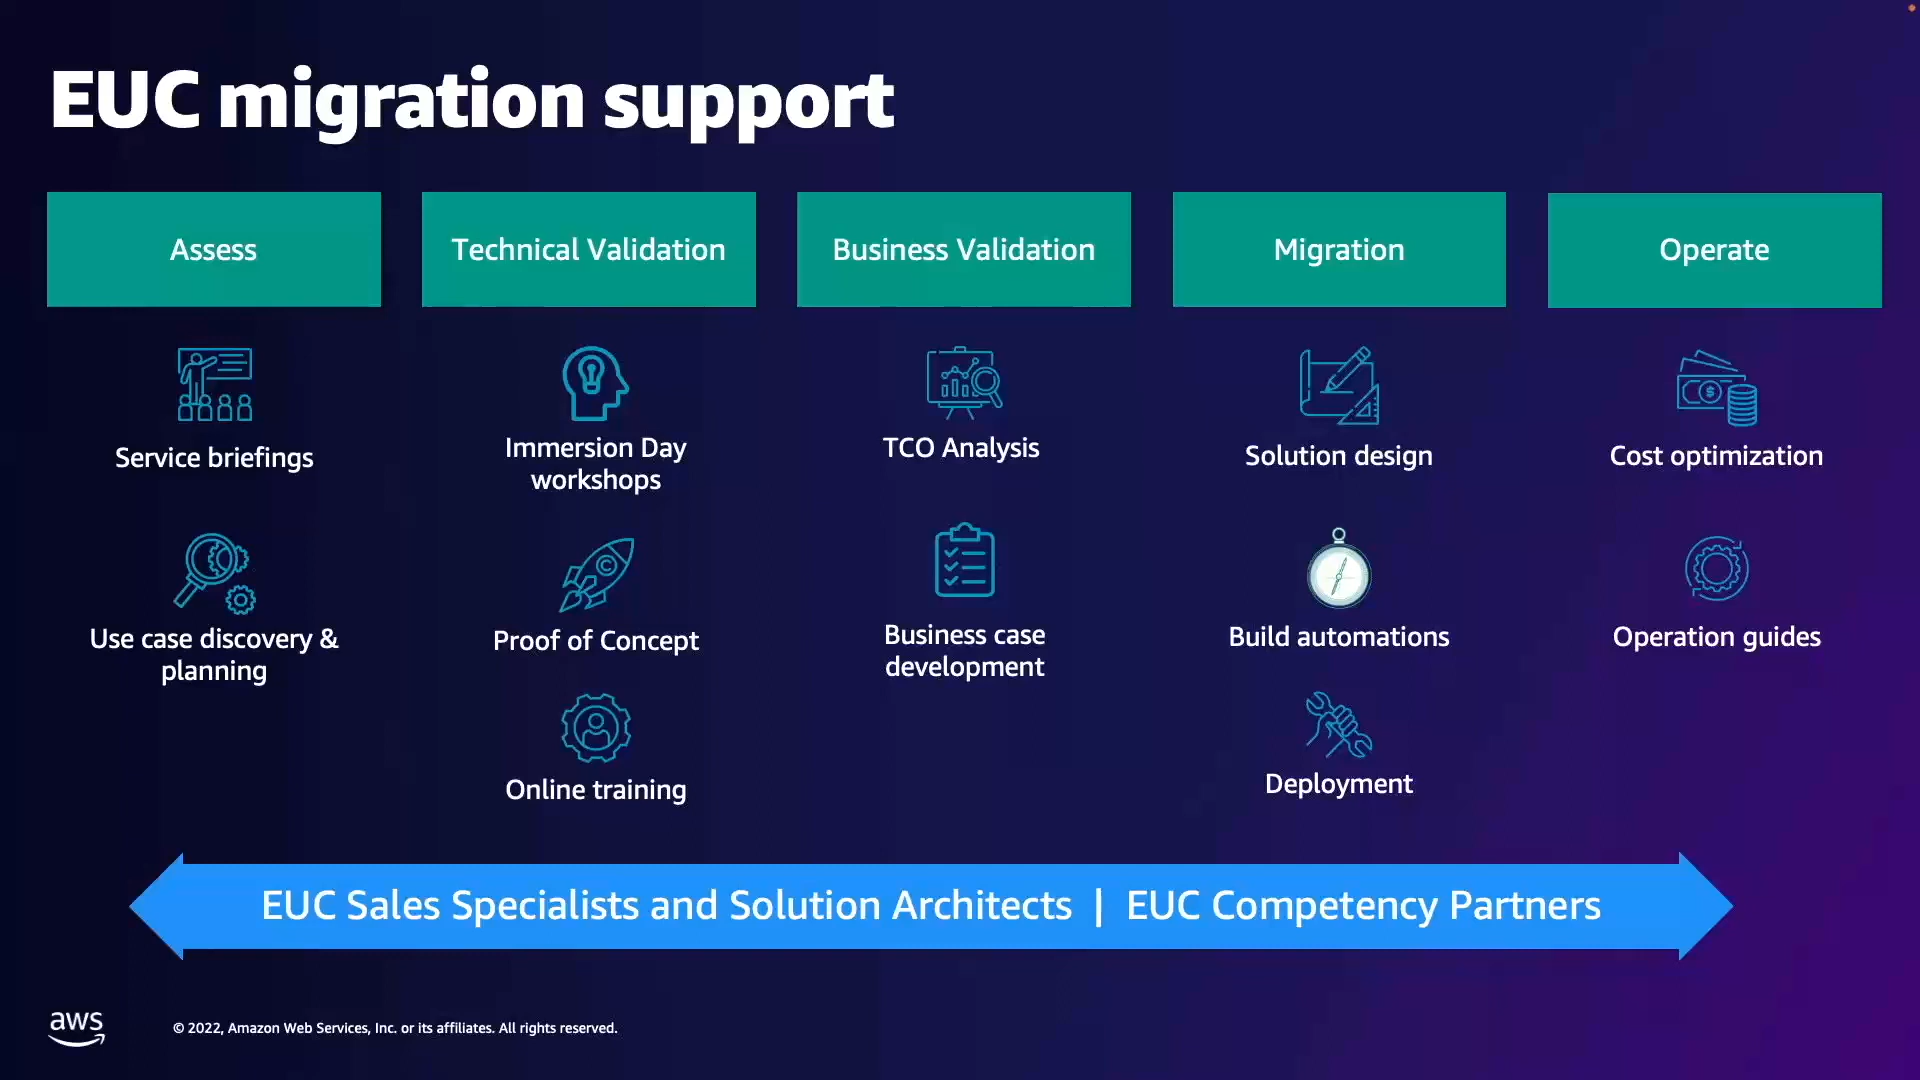 EUC migration support
Assess
Technical Validation
Business Validation
Migration
Operate
Service briefings
Use case discovery &
planning
Immersion Day
workshops
Proof of Concept
Online training
TCO Analysis
Business case
development
Solution design
Build automations
Deployment
Cost optimization
Operation guides
EUC Sales Specialists and Solution Architects | EUC Competency Partners
aws
© 2022, Amazon Web Services, Inc. or its affiliates. All rights reserved.